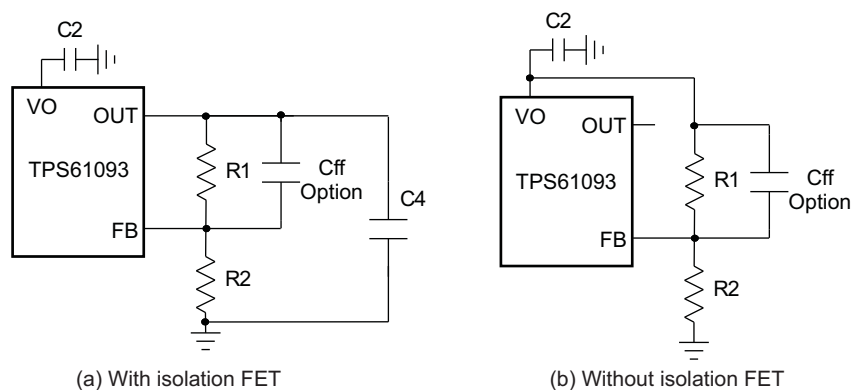 C2
VO
OUT
TPS61093
R1
Cff
Option
C4
FB
R2
(a) With isolation FET
C2
VO
OUT
TPS61093
R1
Cff
Option
FB
R2
(b) Without isolation FET